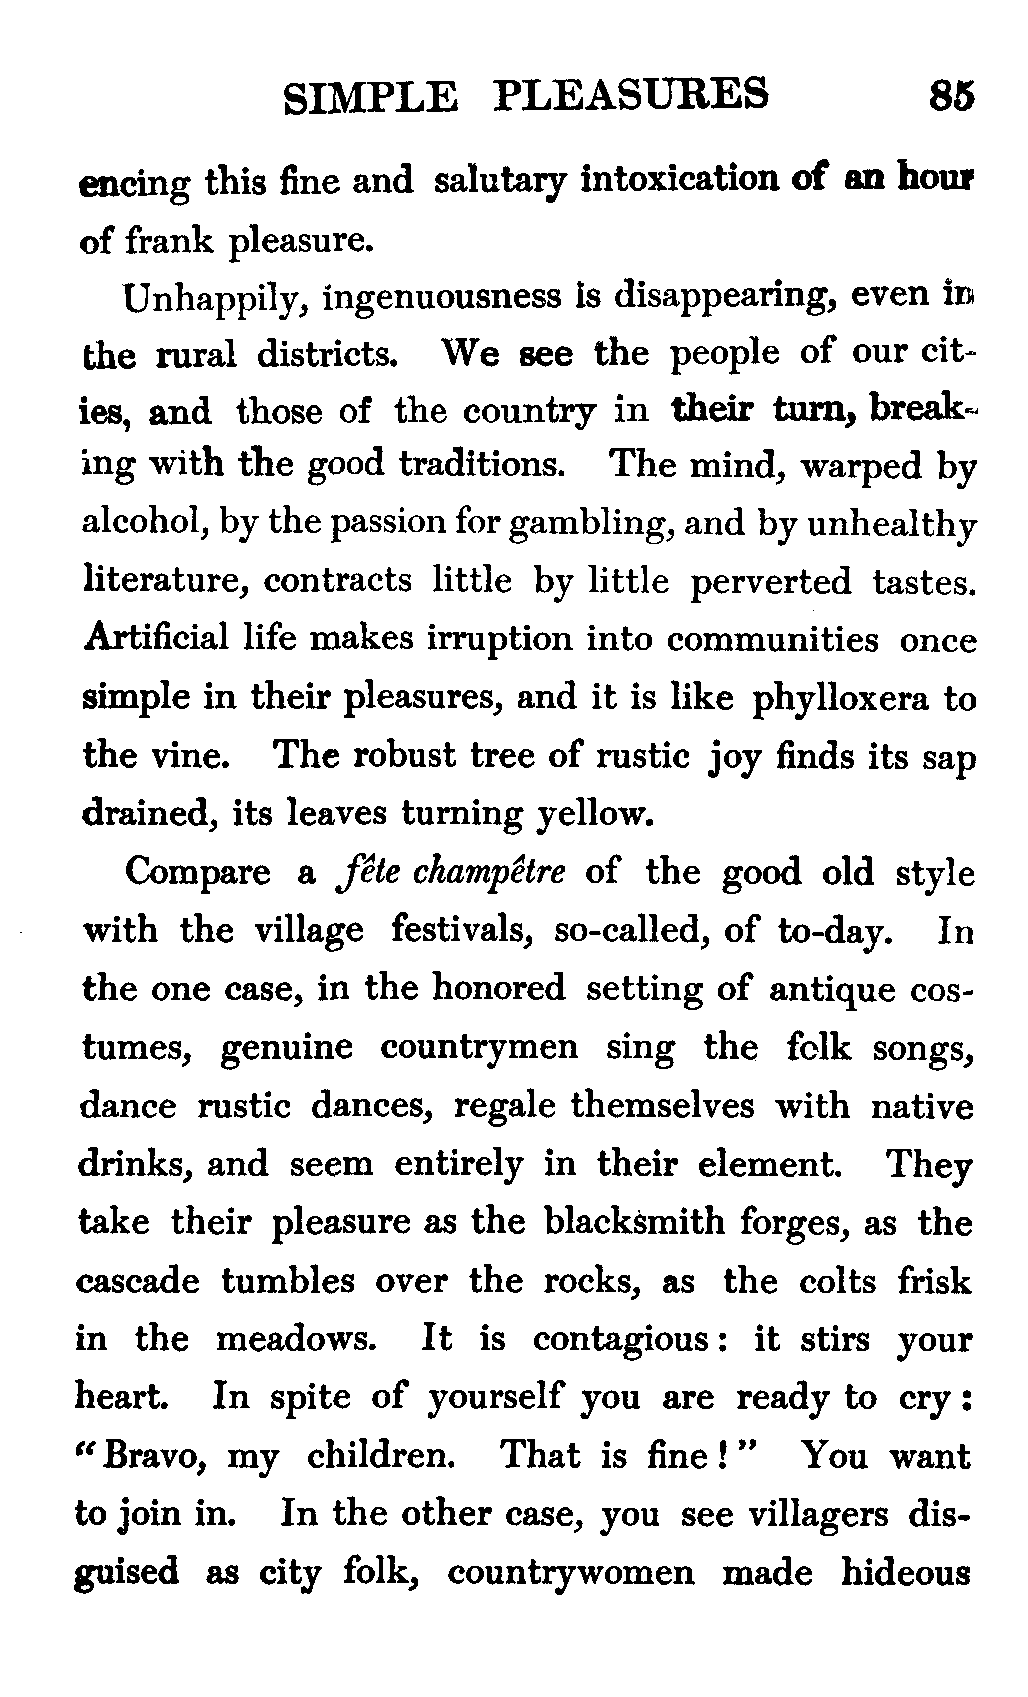 SIMPLE PLEASURES 85
encing this fine and salutary intoxication of an hour
of frank pleasure.
Unhappily, ingenuousness is disappearing, even in
the rural districts. We see the people of our cit-
ies, and those of the country in their turn, break-
ing with the good traditions. The mind, warped by
alcohol, by the passion for gambling, and by unhealthy
literature, contracts little by little perverted tastes.
Artificial life makes irruption into communities once
simple in their pleasures, and it is like phylloxera to
the vine. The robust tree of rustic joy finds its sap
drained, its leaves turning yellow.
Compare a fête champêtre of the good old style
with the village festivals, so-called, of to-day. In
the one case, in the honored setting of antique cos-
tumes, genuine countrymen sing the folk songs,
dance rustic dances, regale themselves with native
drinks, and seem entirely in their element. They
take their pleasure as the blacksmith forges, as the
cascade tumbles over the rocks, as the colts frisk
in the meadows. It is contagious: it stirs your
heart. In spite of yourself you are ready to cry:
“Bravo, my children. That is fine!” You want
to join in. In the other case, you see villagers dis-
guised as city folk, countrywomen made hideous